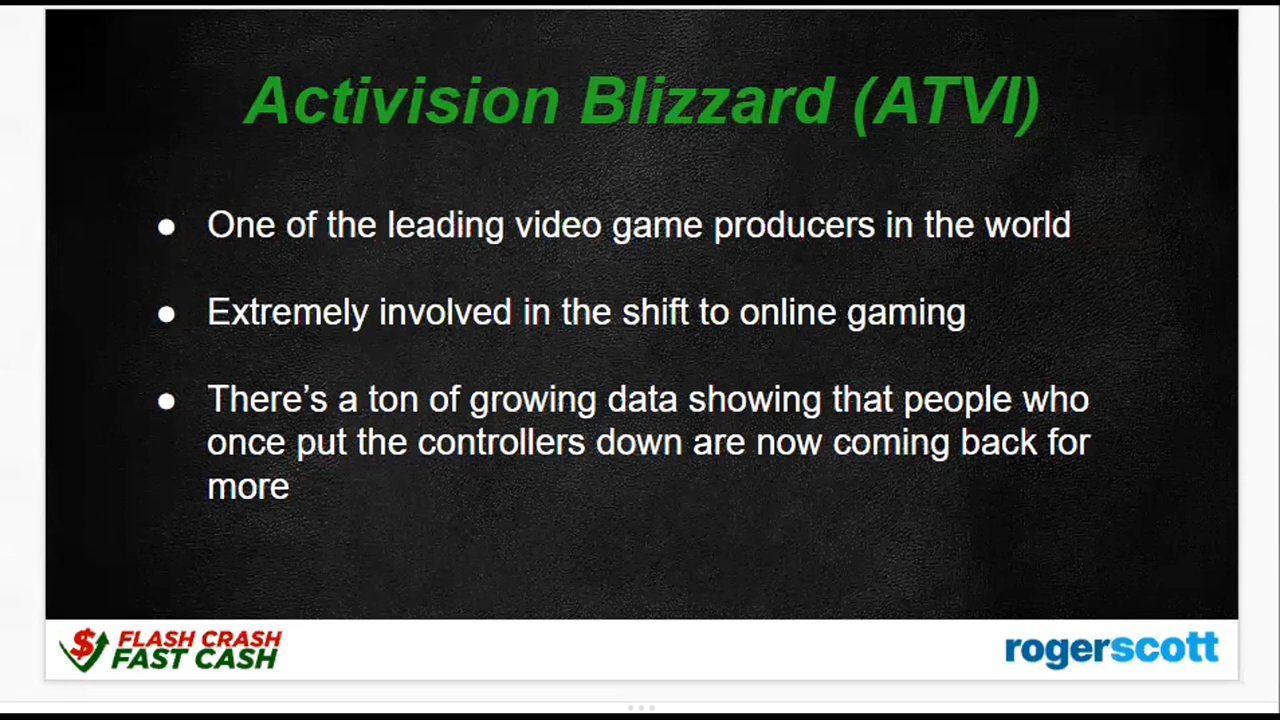 Activision Blizzard (ATVI)
● One of the leading video game producers in the world
● Extremely involved in the shift to online gaming
● There’s a ton of growing data showing that people who
once put the controllers down are now coming back for
more
$ FLASH CRASH
FAST CASH
rogerscott